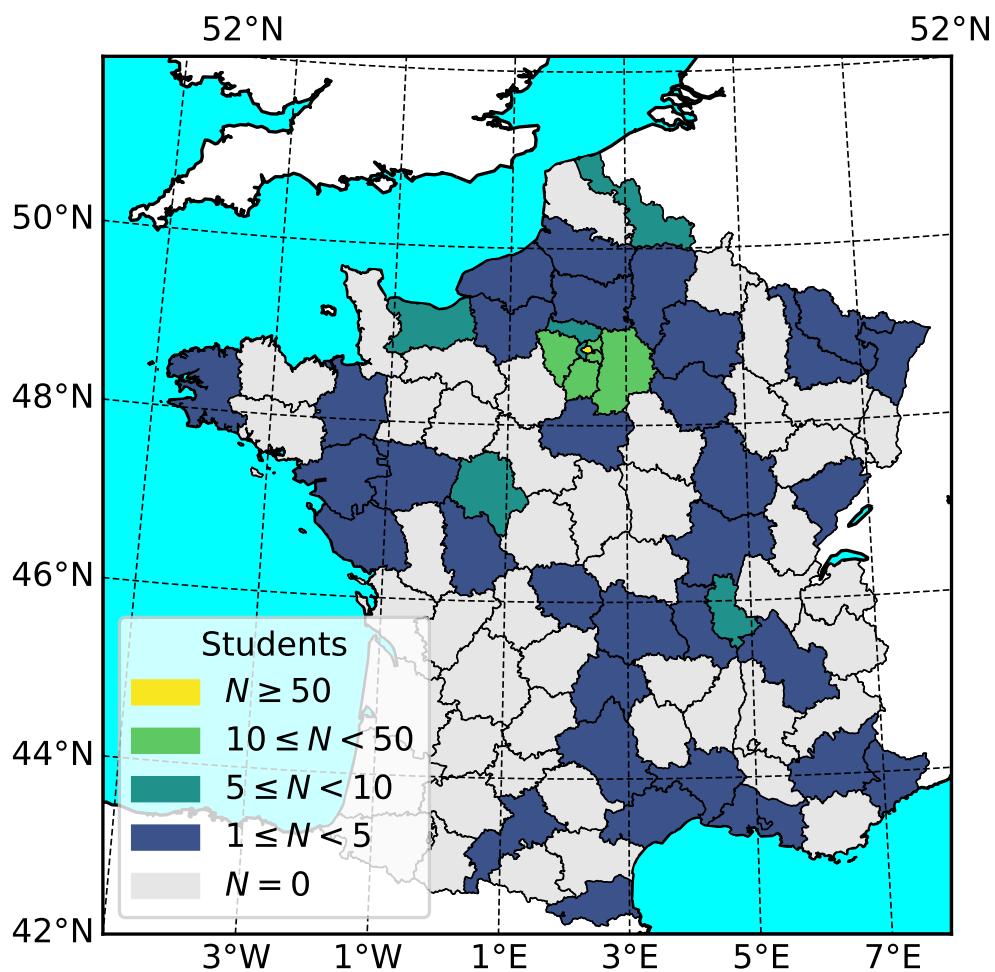 52°N 52°N
50°N
48°N
46°N
44°N
42°N
Students
N ≥ 50
10 ≤ N < 50
5 ≤ N < 10
1 ≤ N < 5
N = 0
3°W 1°W 1°E 3°E 5°E 7°E